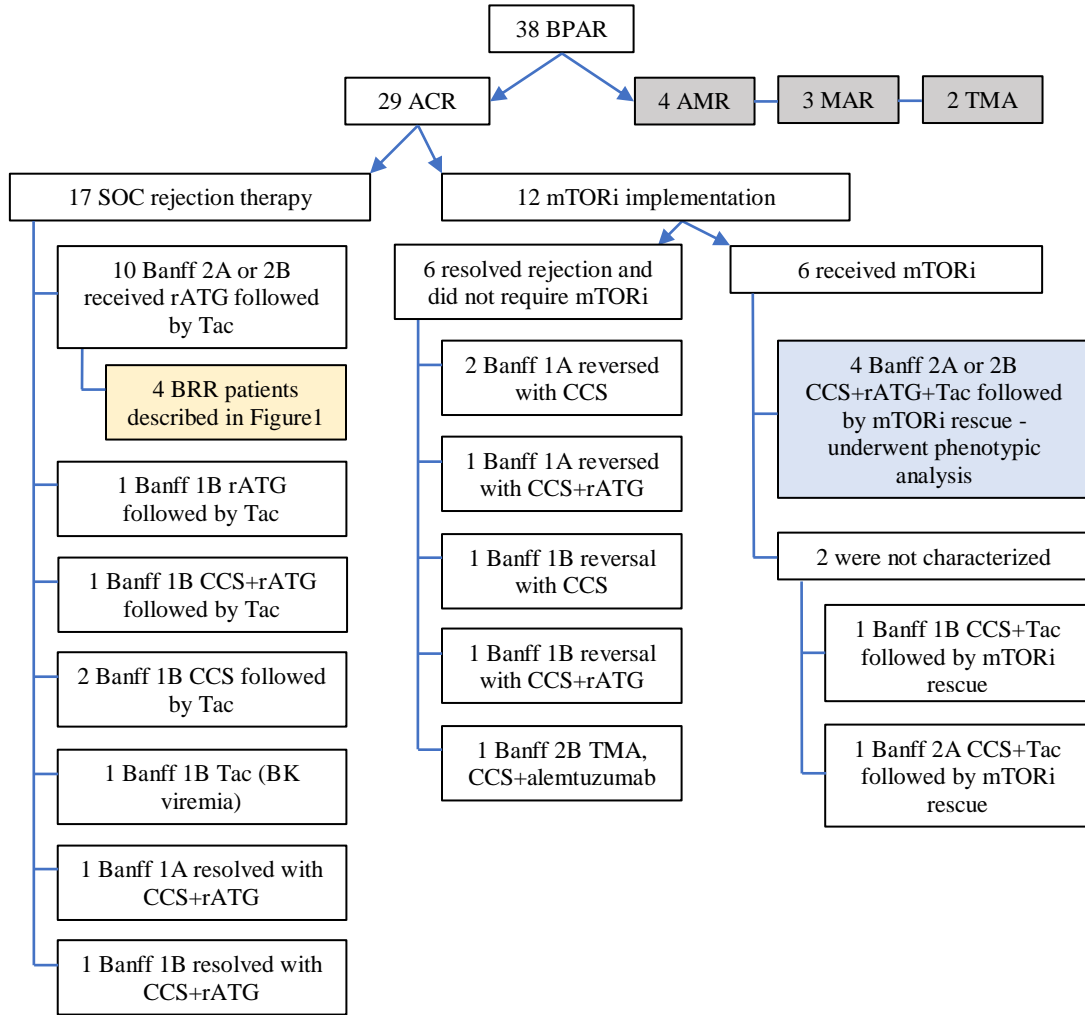 38 BPAR
29 ACR
4 AMR
3 MAR
2 TMA
17 SOC rejection therapy
12 mTORi implementation
10 Banff 2A or 2B
received rATG followed
by Tac
4 BRR patients
described in Figure1
1 Banff 1B rATG
followed by Tac
1 Banff 1B CCS+rATG
followed by Tac
2 Banff 1B CCS followed
by Tac
1 Banff 1B Tac (BK
viremia)
1 Banff 1A resolved with
CCS+rATG
1 Banff 1B resolved with
CCS+rATG
6 resolved rejection and
did not require mTORi
2 Banff 1A reversed
with CCS
1 Banff 1A reversed
with CCS+rATG
1 Banff 1B reversal
with CCS
1 Banff 1B reversal
with CCS+rATG
1 Banff 2B TMA,
CCS+alemtuzumab
6 received mTORi
4 Banff 2A or 2B
CCS+rATG+Tac followed
by mTORi rescue -
underwent phenotypic
analysis
2 were not characterized
1 Banff 1B CCS+Tac
followed by mTORi
rescue
1 Banff 2A CCS+Tac
followed by mTORi
rescue